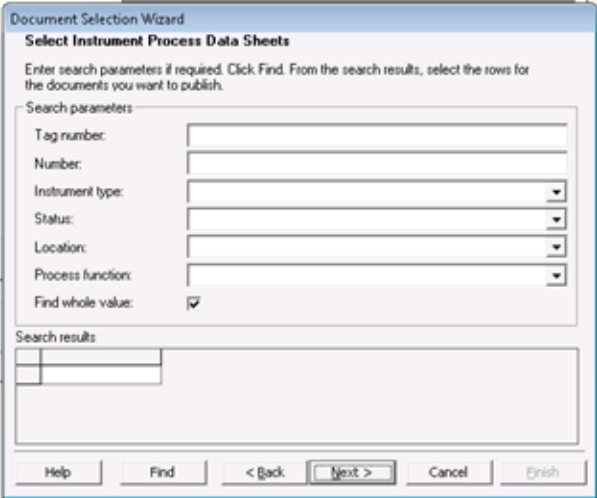 Document Selection Wizard
Select Instrument Process Data Sheets
Enter search parameters if required. Click Find. From the search results, select the rows for
the documents you want to publish.
Search parameters
Tag number:
Number:
Instrument type:
Status:
Location:
Process function:
Find whole value:
Search results
Help Find < Back Next > Cancel Finish